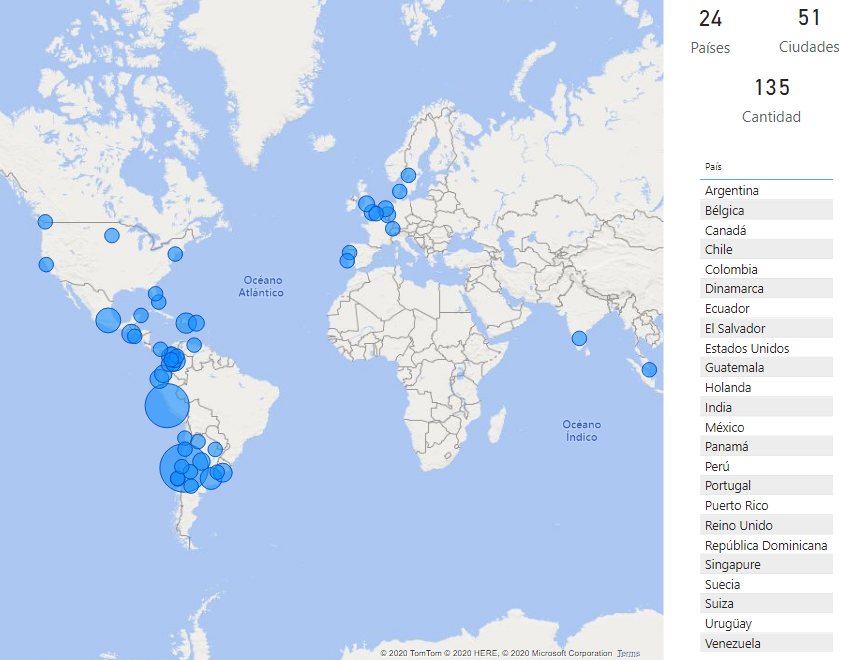 24
Países
51
Ciudades
135
Cantidad
País
Argentina
Bélgica
Canadá
Chile
Colombia
Dinamarca
Ecuador
El Salvador
Estados Unidos
Guatemala
Holanda
India
México
Panamá
Perú
Portugal
Puerto Rico
Reino Unido
República Dominicana
Singapure
Suecia
Suiza
Urugüay
Venezuela
Océano
Atlántico
Océano
Índico
© 2020 TomTom © 2020 HERE, © 2020 Microsoft Corporation Terms